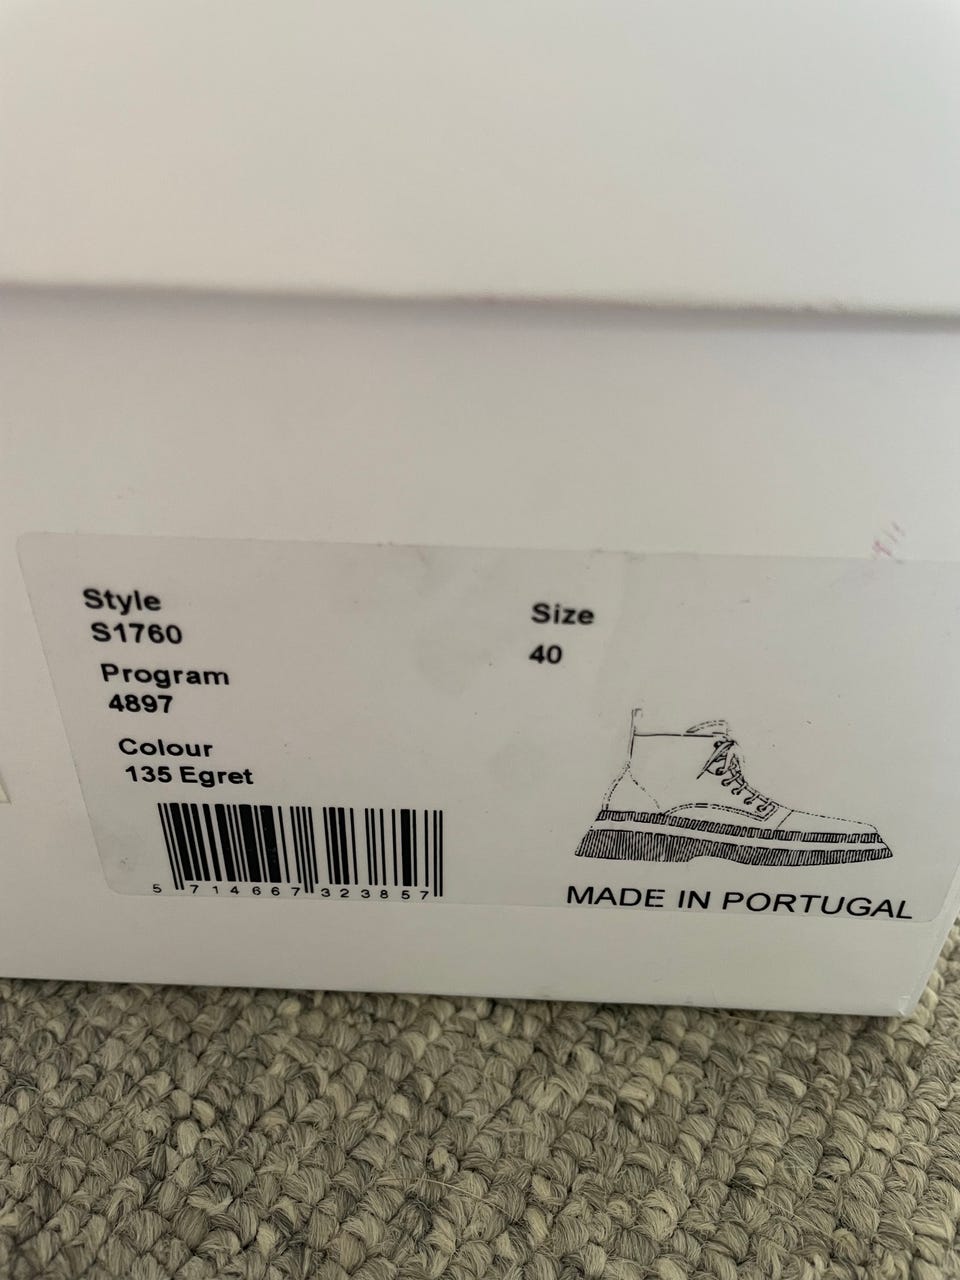 Style
S1760
Size
40
Program
4897
Colour
135 Egret
5 714667 323857
MADE IN PORTUGAL